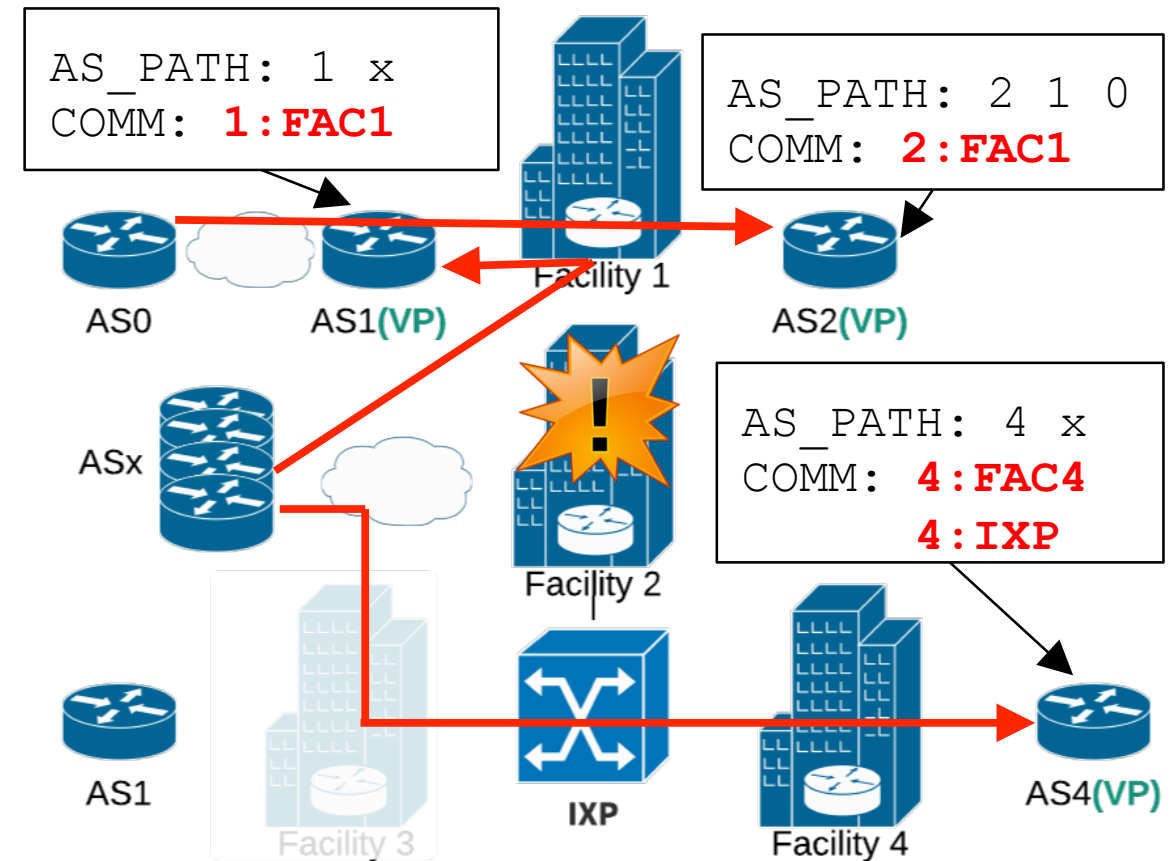 AS_PATH: 1 x
COMM: 1:FAC1
AS_PATH: 2 1 0
COMM: 2:FAC1
Facility 1
AS0
AS1(VP)
AS2(VP)
!
AS_PATH: 4 x
COMM: 4:FAC4
4:IXP
ASx
Facility 2
AS1
Facility 3
IXP
Facility 4
AS4(VP)